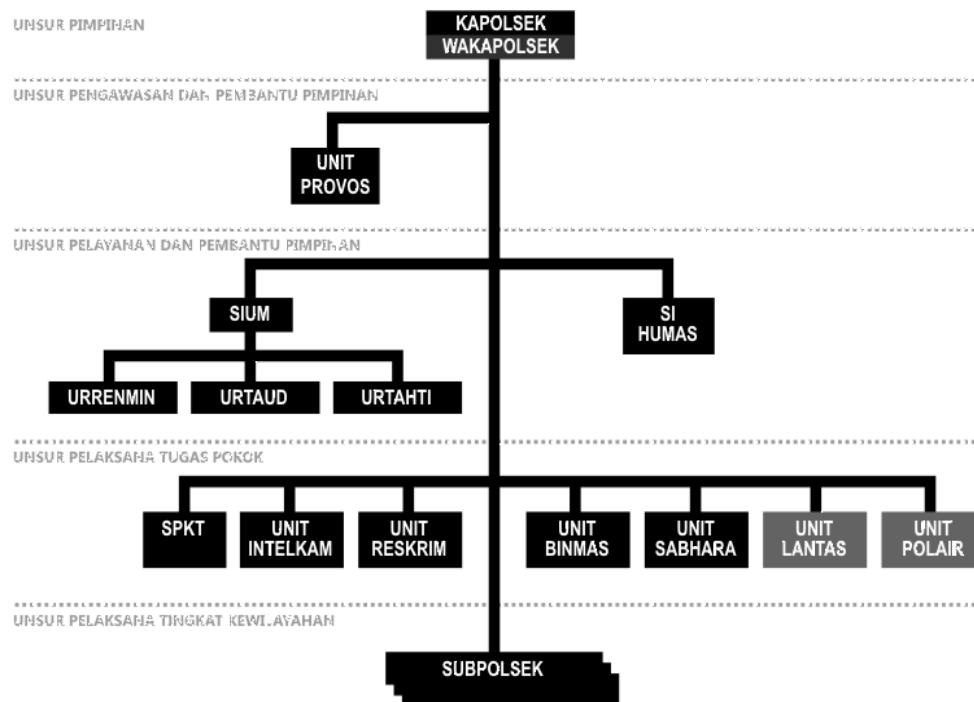 UNSUR PIMPINAN
KAPOLSEK
WAKAPOLSEK
UNSUR PENGAWASAN DAN PEMBANTU PIMPINAN
UNIT
PROVOS
UNSUR PELAYANAN DAN PEMBANTU PIMPINAN
SIUM
SI
HUMAS
URRENMIN
URTAUD
URTAHTI
UNSUR PELAKSANA TUGAS POKOK
SPKT
UNIT
INTELKAM
UNIT
RESKRIM
UNIT
BINMAS
UNIT
SABHARA
UNIT
LANTAS
UNIT
POLAIR
UNSUR PELAKSANA TINGKAT KEWILAYAHAN
SUBPOLSEK